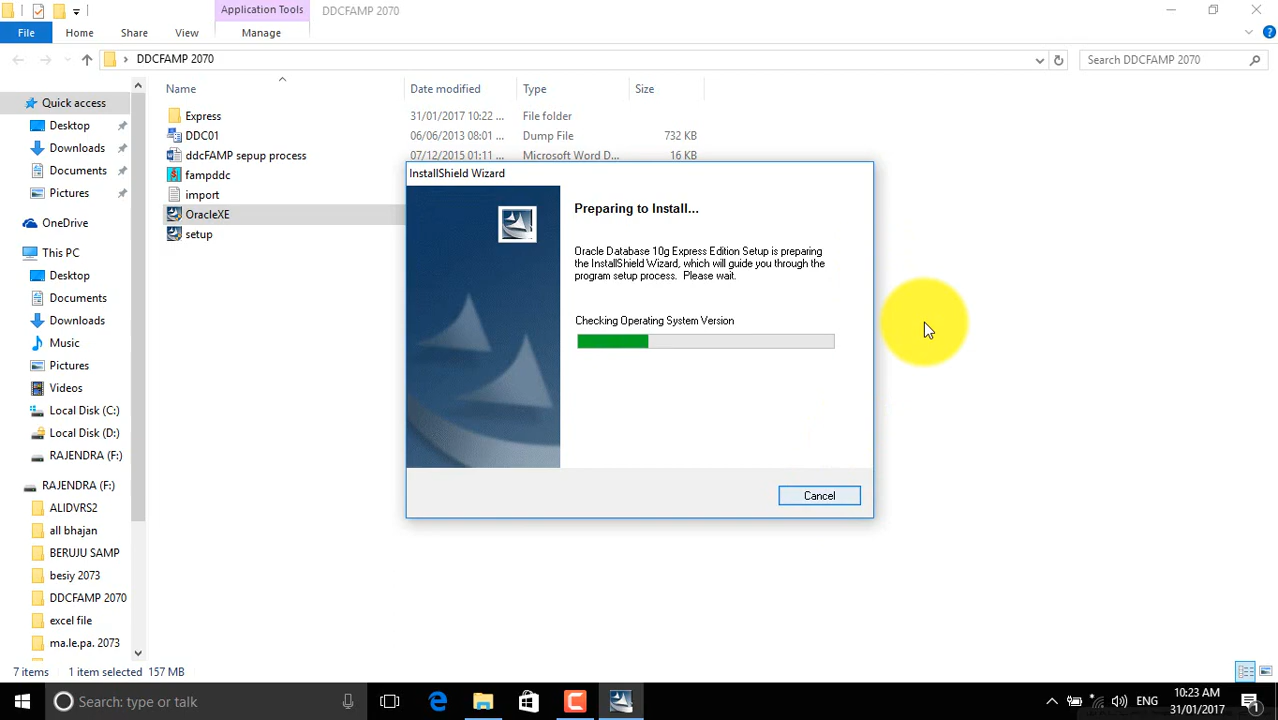 Application Tools
DDCFAMP 2070
File
Home
Share
View
Manage
DDCFAMP 2070
Search DDCFAMP 2070
Name
Date modified
Type
Size
Quick access
Desktop
Downloads
Documents
Pictures
OneDrive
This PC
Desktop
Documents
Downloads
Music
Pictures
Videos
Local Disk (C:)
Local Disk (D:)
RAJENDRA (F:)
RAJENDRA (F:)
ALIDVRS2
all bhajan
BERUJU SAMP
besiy 2073
DDCFAMP 2070
excel file
ma.le.pa. 2073
Express
31/01/2017 10:22 ...
File folder
DDC01
06/06/2013 08:01 ...
Dump File
732 KB
ddcFAMP sepup process
07/12/2015 01:11 ...
Microsoft Word D...
16 KB
fampddc
import
OracleXE
setup
InstallShield Wizard
Preparing to Install...
Oracle Database 10g Express Edition Setup is preparing
the InstallShield Wizard, which will guide you through the
program setup process. Please wait.
Checking Operating System Version
Cancel
7 items
1 item selected
157 MB
Search: type or talk
ENG
10:23 AM
31/01/2017
1